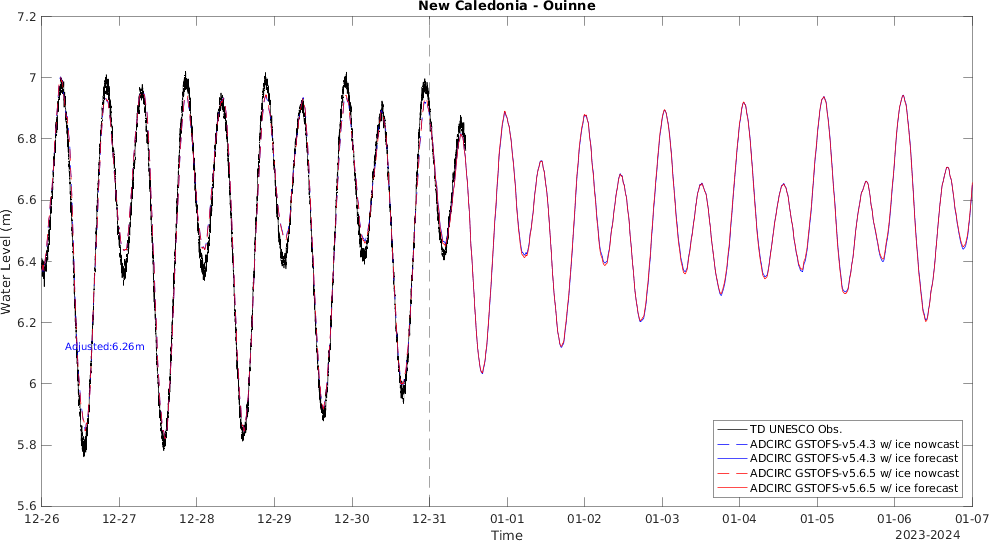 New Caledonia - Ouinne
7.2
7
6.8
6.6
6.4
6.2
6
5.8
5.6
Water Level (m)
Adjusted:6.26m
TD UNESCO Obs.
ADCIRC GSTOFS-v5.4.3 w/ ice nowcast
ADCIRC GSTOFS-v5.4.3 w/ ice forecast
ADCIRC GSTOFS-v5.6.5 w/ ice nowcast
ADCIRC GSTOFS-v5.6.5 w/ ice forecast
12-26 12-27 12-28 12-29 12-30 12-31 01-01 01-02 01-03 01-04 01-05 01-06 01-07
Time
2023-2024